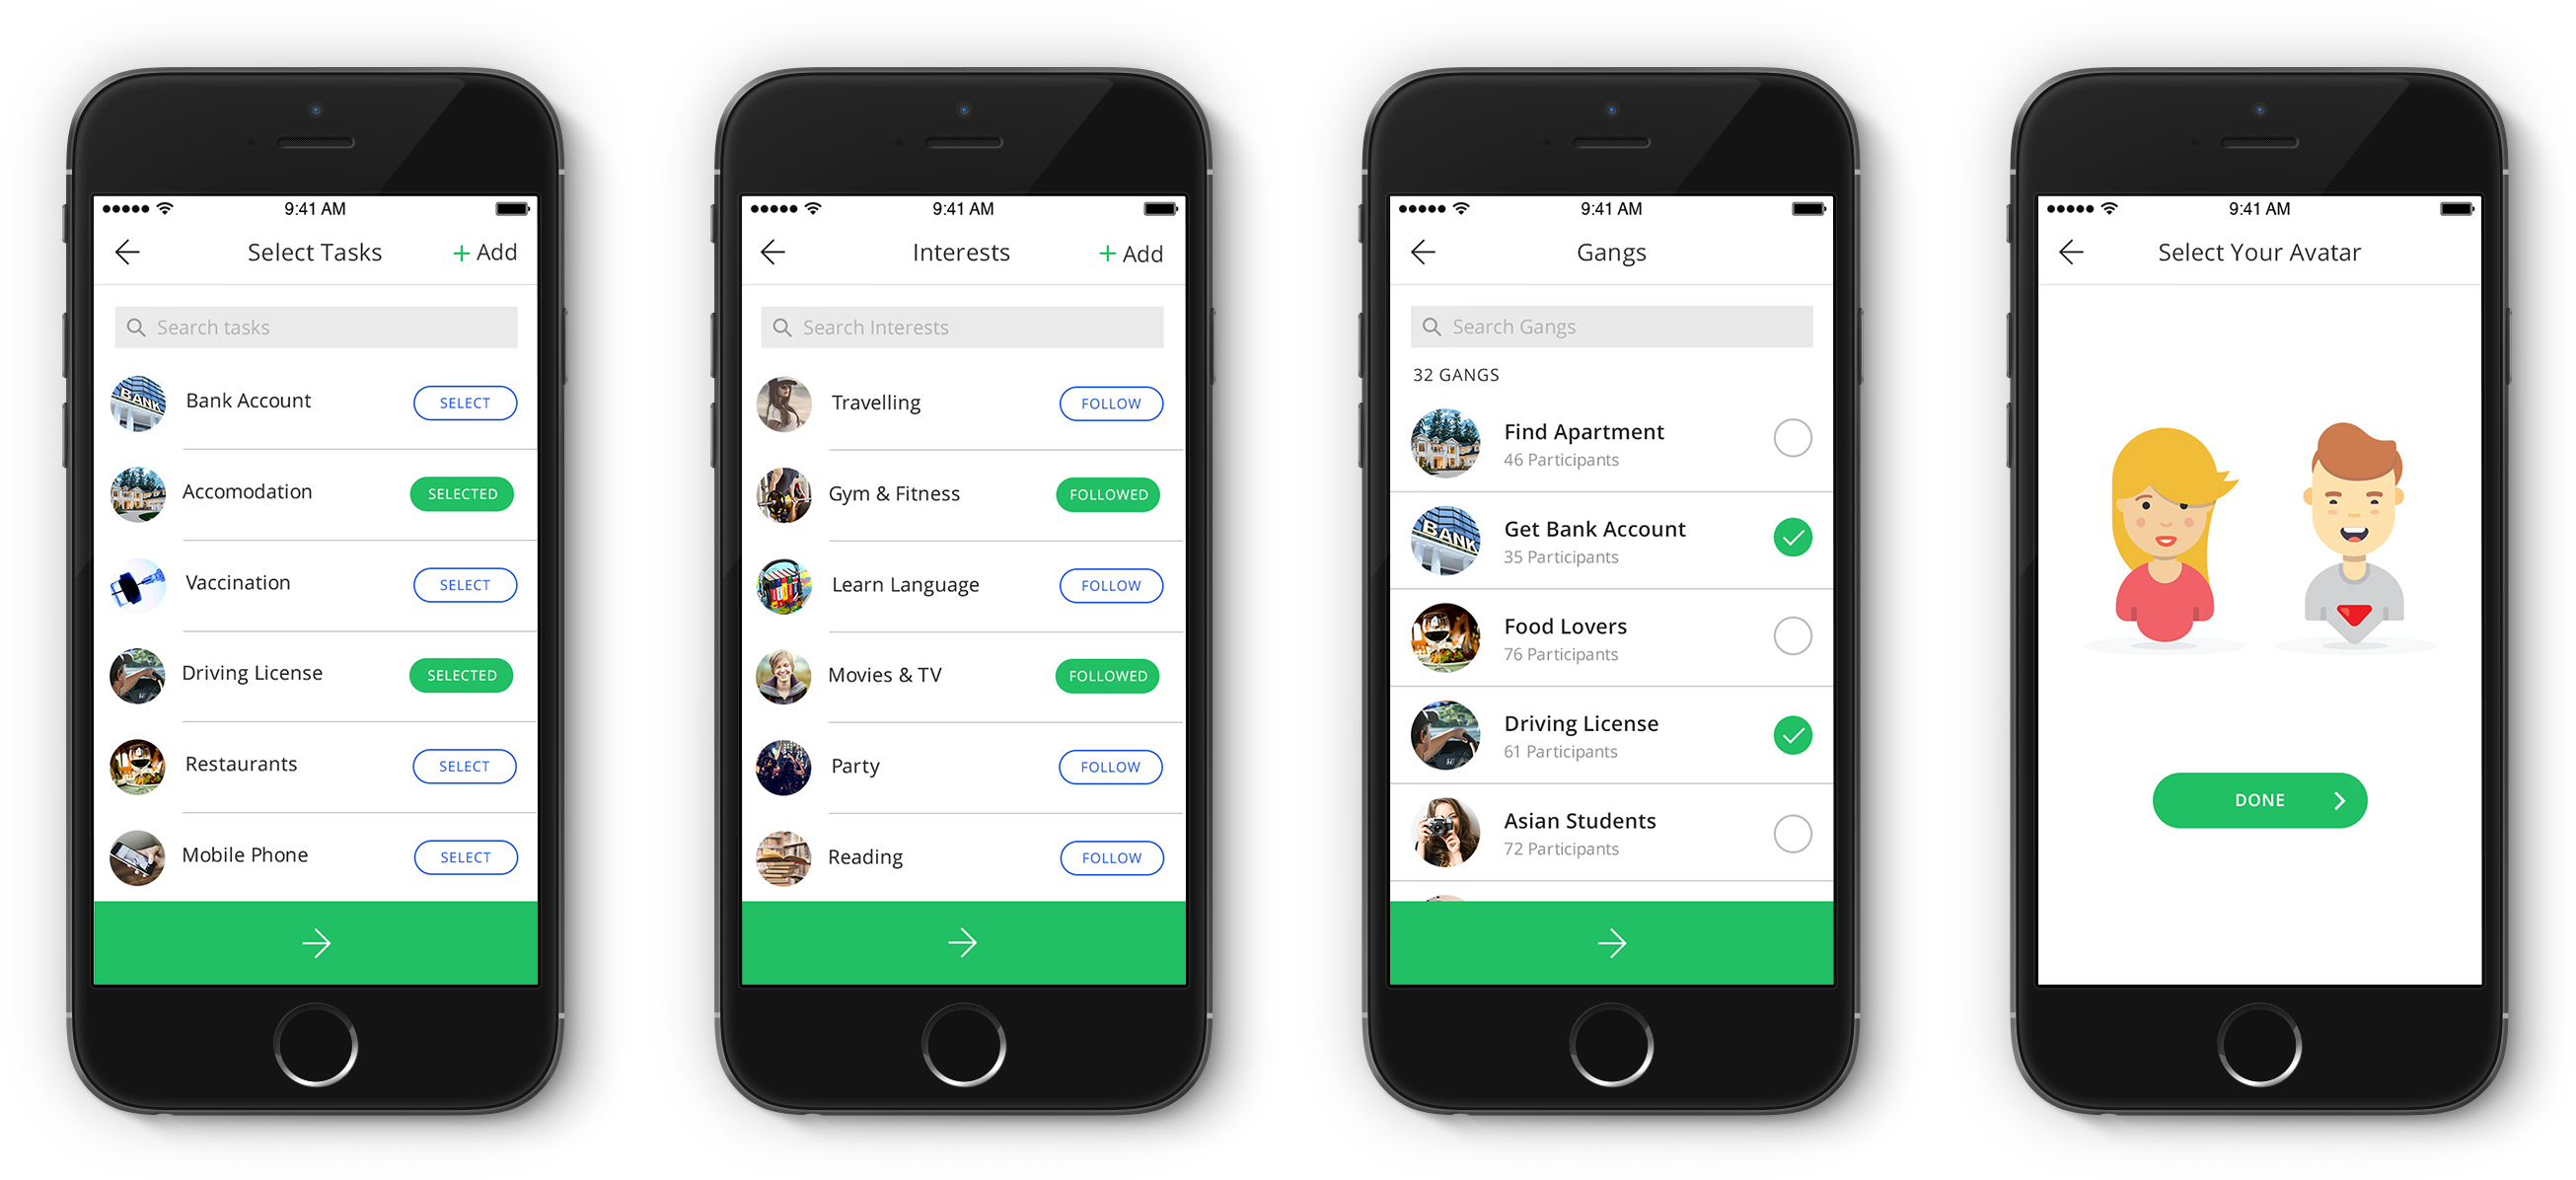 9:41 AM
Select Tasks
+ Add
Search tasks
BANK
Bank Account
SELECT
Accomodation
SELECTED
Vaccination
SELECT
Driving License
SELECTED
Restaurants
SELECT
Mobile Phone
SELECT
9:41 AM
Interests
+ Add
Search Interests
Travelling
FOLLOW
Gym & Fitness
FOLLOWED
Learn Language
FOLLOW
Movies & TV
FOLLOWED
Party
FOLLOW
Reading
FOLLOW
9:41 AM
Gangs
Search Gangs
32 GANGS
Find Apartment
46 Participants
BANK
Get Bank Account
35 Participants
Food Lovers
76 Participants
Driving License
61 Participants
Asian Students
72 Participants
9:41 AM
Select Your Avatar
DONE